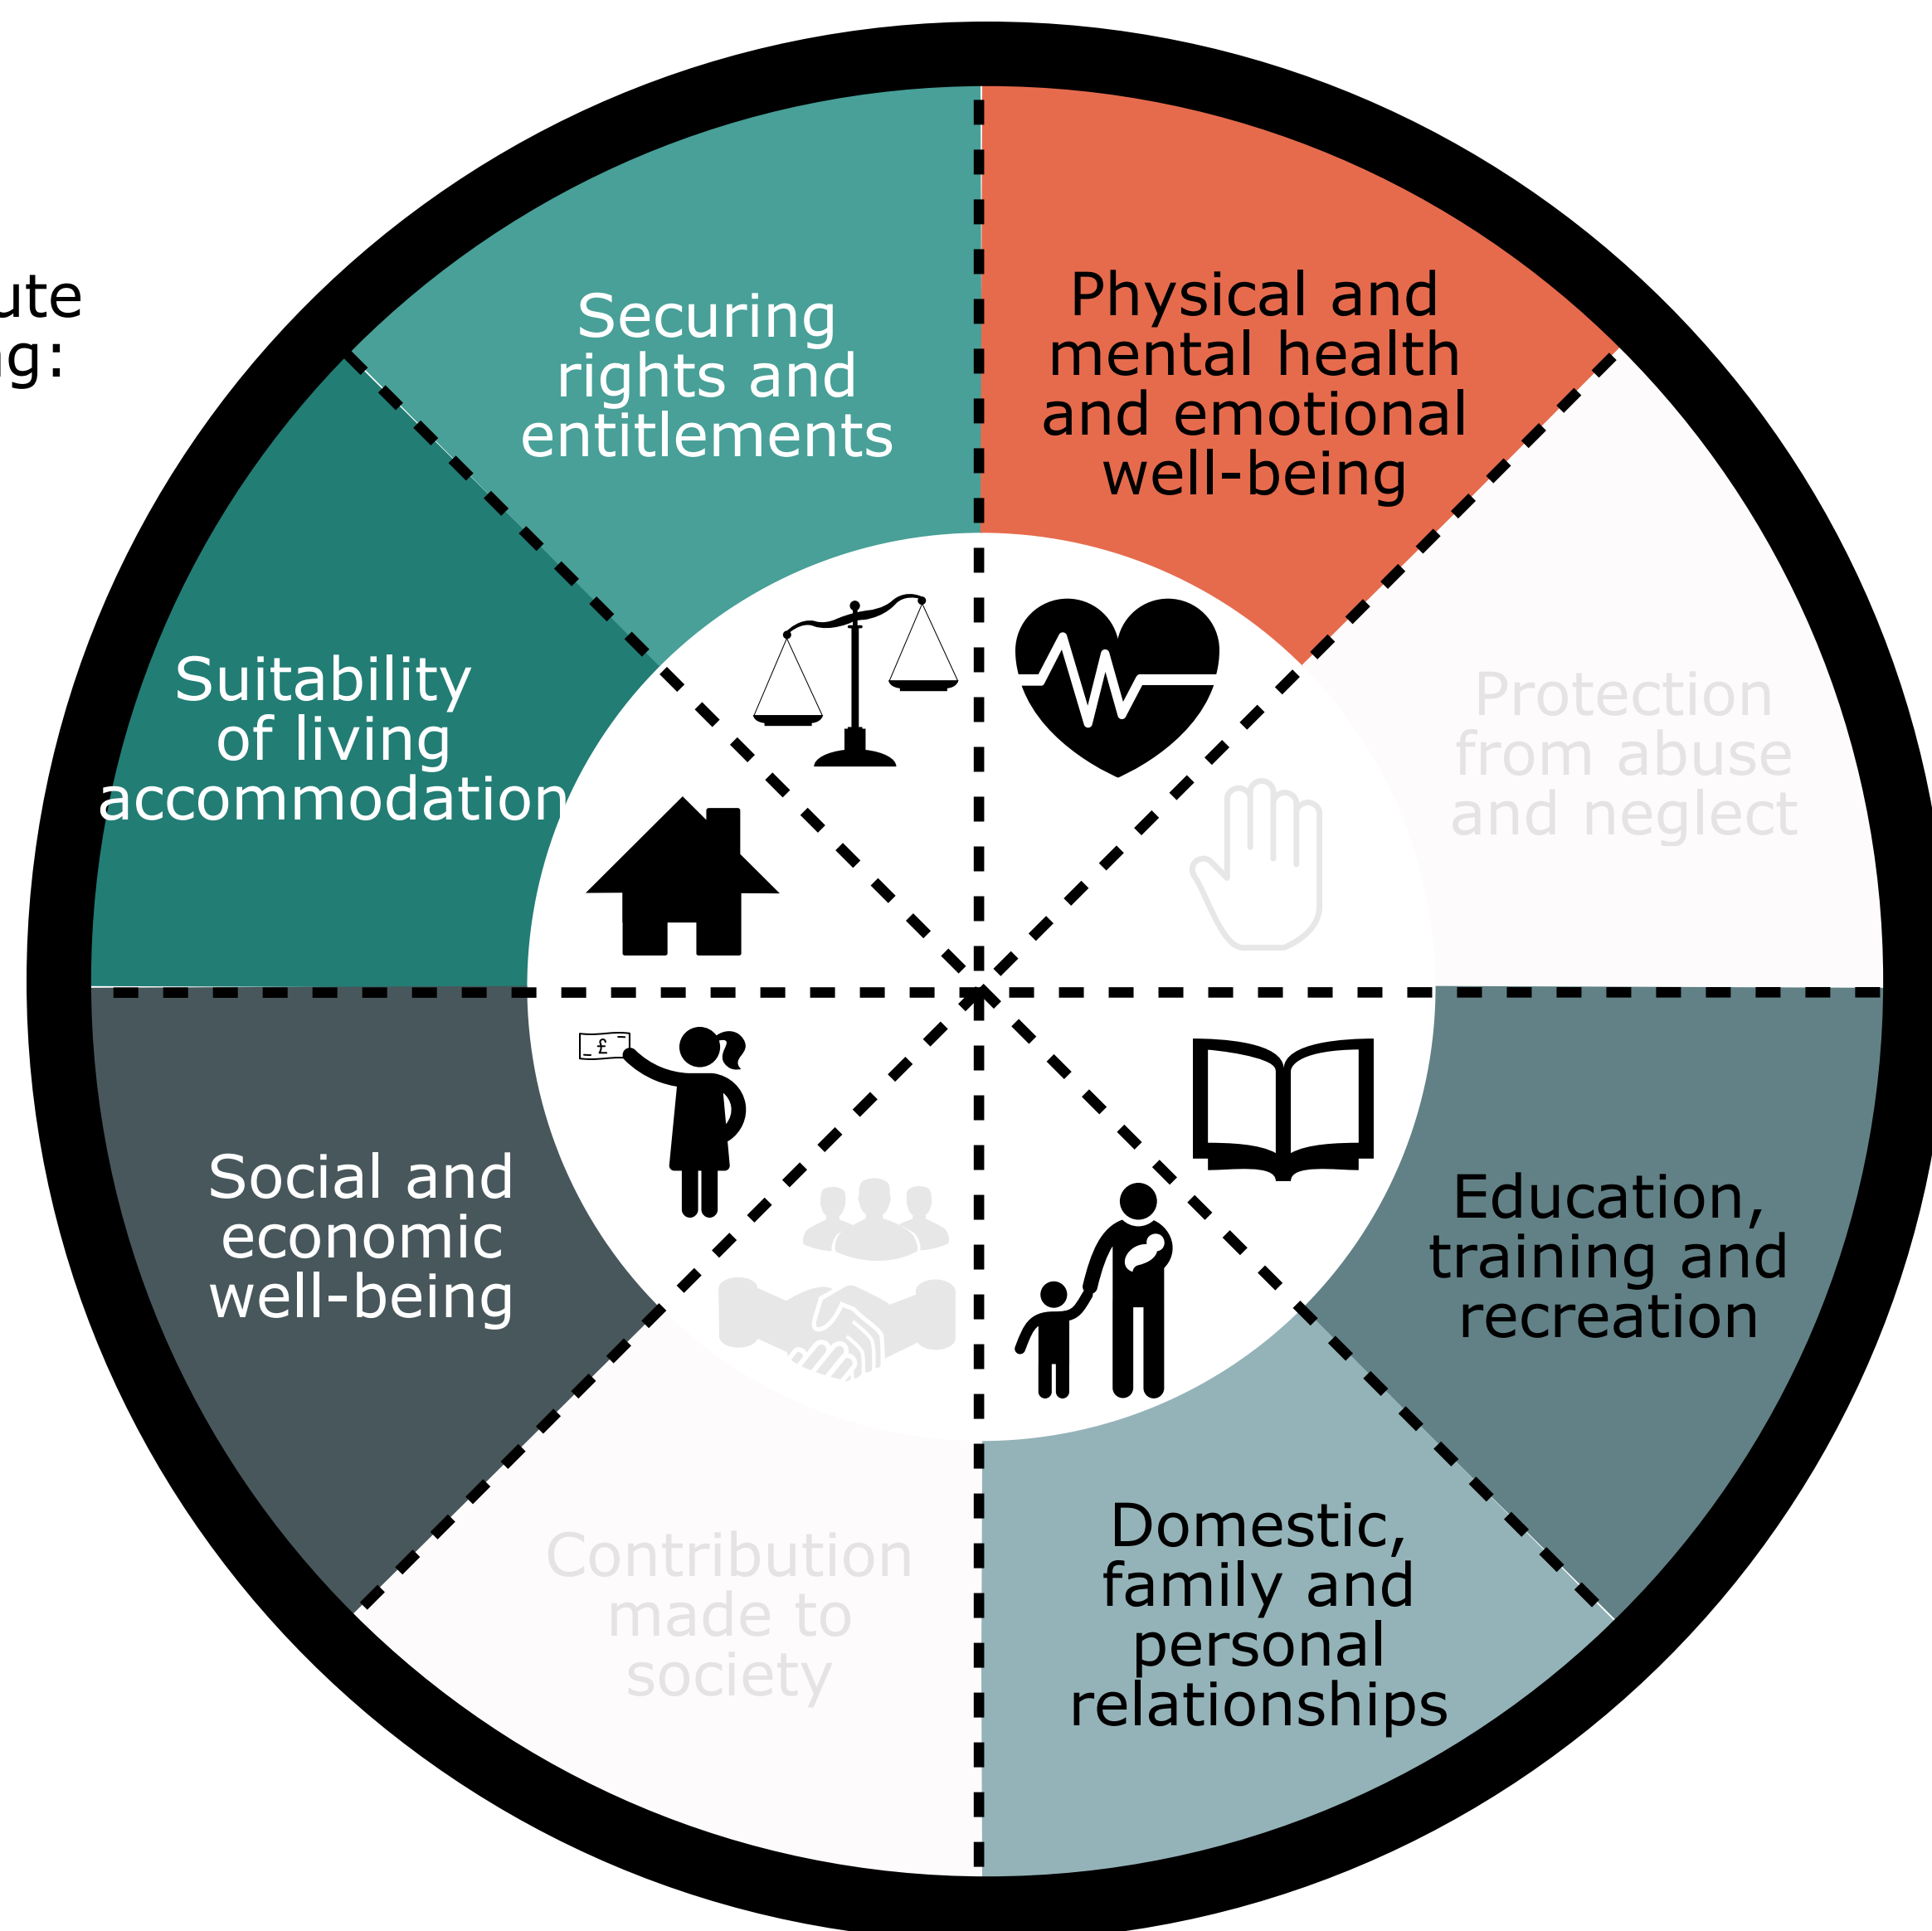 ute
g:
Securing
rights and
entitlements
Physical and
mental health
and emotional
well-being
Protection
from abuse
and neglect
Education,
training and
recreation
Domestic,
family and
personal
relationships
Contribution
made to
society
Social and
economic
well-being
£
Suitability
of living
accommodation